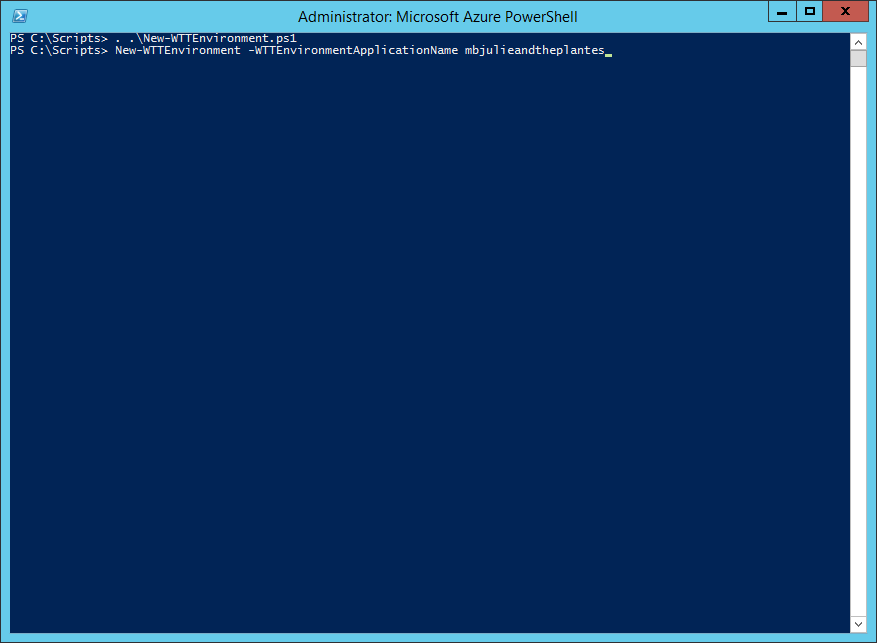 Administrator: Microsoft Azure PowerShell
PS C:\Scripts> . .\New-WTTEnvironment.ps1
PS C:\Scripts> New-WTTEnvironment -WTTEnvironmentApplicationName mbjulieandtheplantes